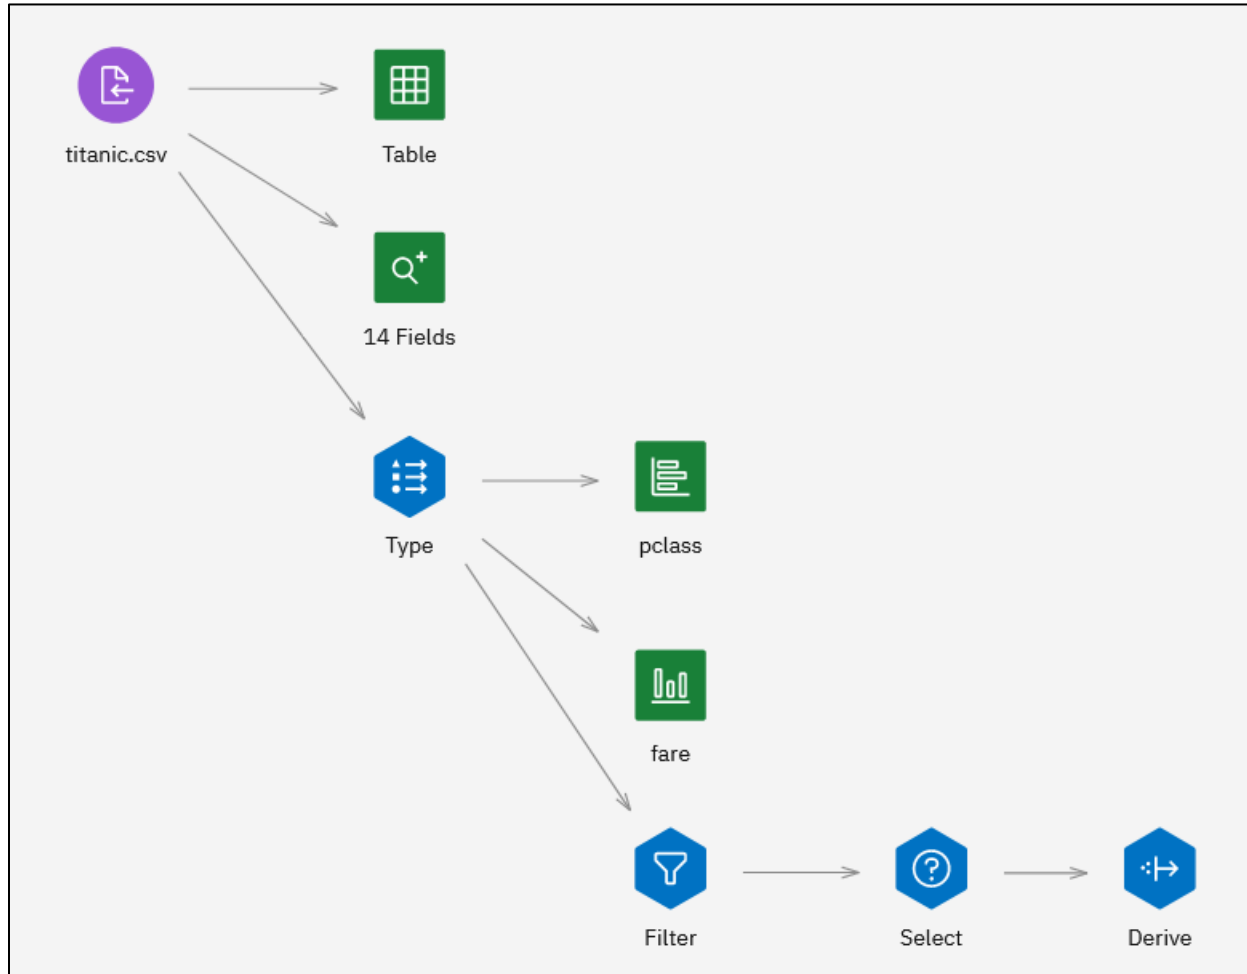 titanic.csv
Table
14 Fields
Type
pclass
fare
Filter
Select
Derive